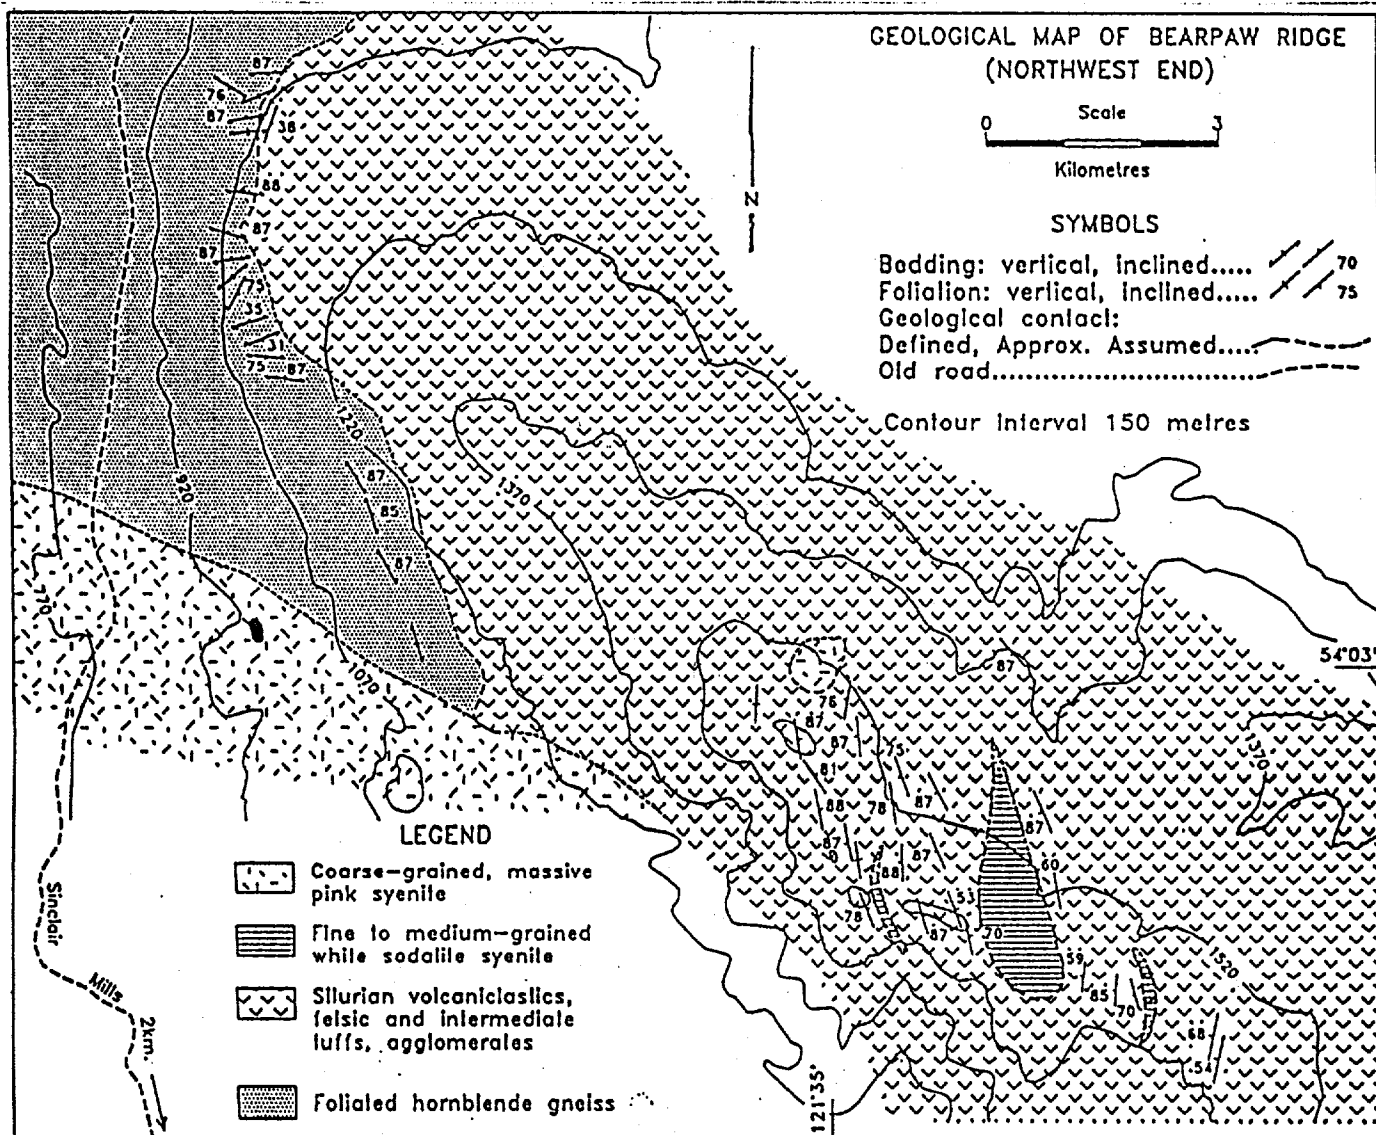 GEOLOGICAL MAP OF BEARPAW RIDGE
(NORTHWEST END)
Scale
0 3
Kilometres
N
SYMBOLS
Bedding: vertical, inclined..... 70
Foliation: vertical, inclined..... 75
Geological contact:
Defined, Approx. Assumed.....
Old road..............................
Contour Interval 150 metres
54°03'
121°35'
87
76
87
38
88
87
87
75
35
31
75 87
1220
87
85
87
920
1370
770
1070
87
76
87
87
75
81
88
78
87
87
87
87
88
60
53
78
87
70
59
85
70
68
54
1370
1520
Sinclair
Mills
2km.
LEGEND
Coarse-grained, massive
pink syenite
Fine to medium-grained
while sodalite syenite
Silurian volcaniclastics,
felsic and intermediate
tuffs, agglomerates
Foliated hornblende gneiss